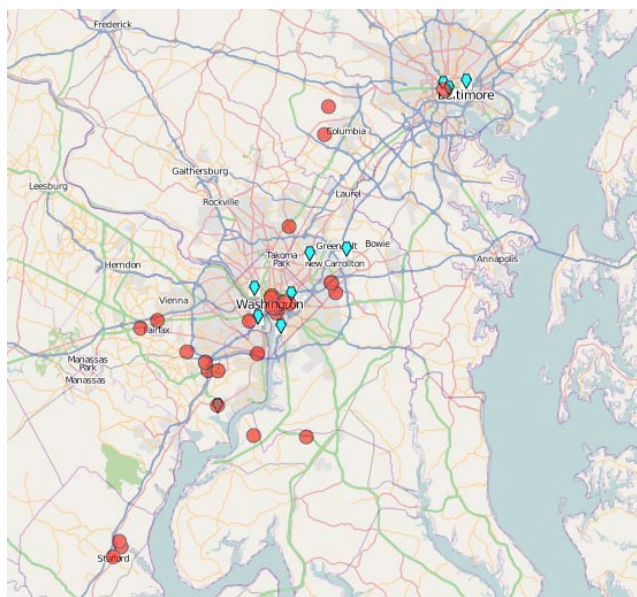 Frederick
Baltimore
Columbia
Gaithersburg
Leesburg
Rockville
Laurel
Takoma
Park
Greenbelt
Bowie
Annapolis
Herndon
New Carrollton
Vienna
Washington
Fairfax
Manassas
Park
Manassas
Stafford